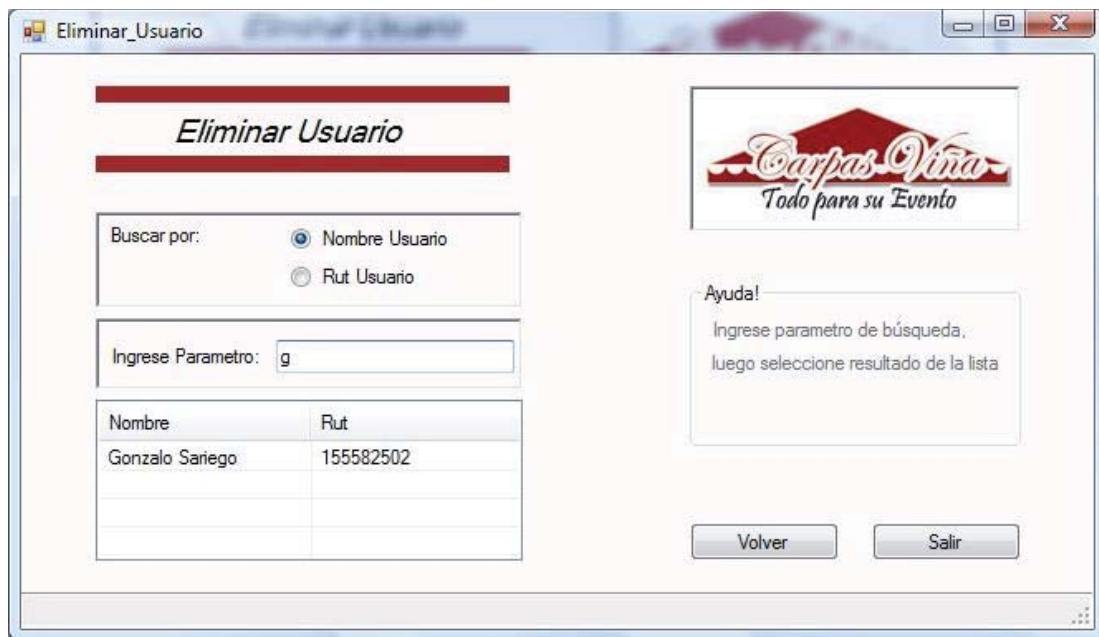 Eliminar_Usuario
Eliminar Usuario
Carpas Viña
Todo para su Evento
Buscar por:
Nombre Usuario
Rut Usuario
Ingrese Parametro: g
Nombre Rut
Gonzalo Sariego 155582502
Ayuda!
Ingrese parametro de búsqueda,
luego seleccione resultado de la lista
Volver Salir